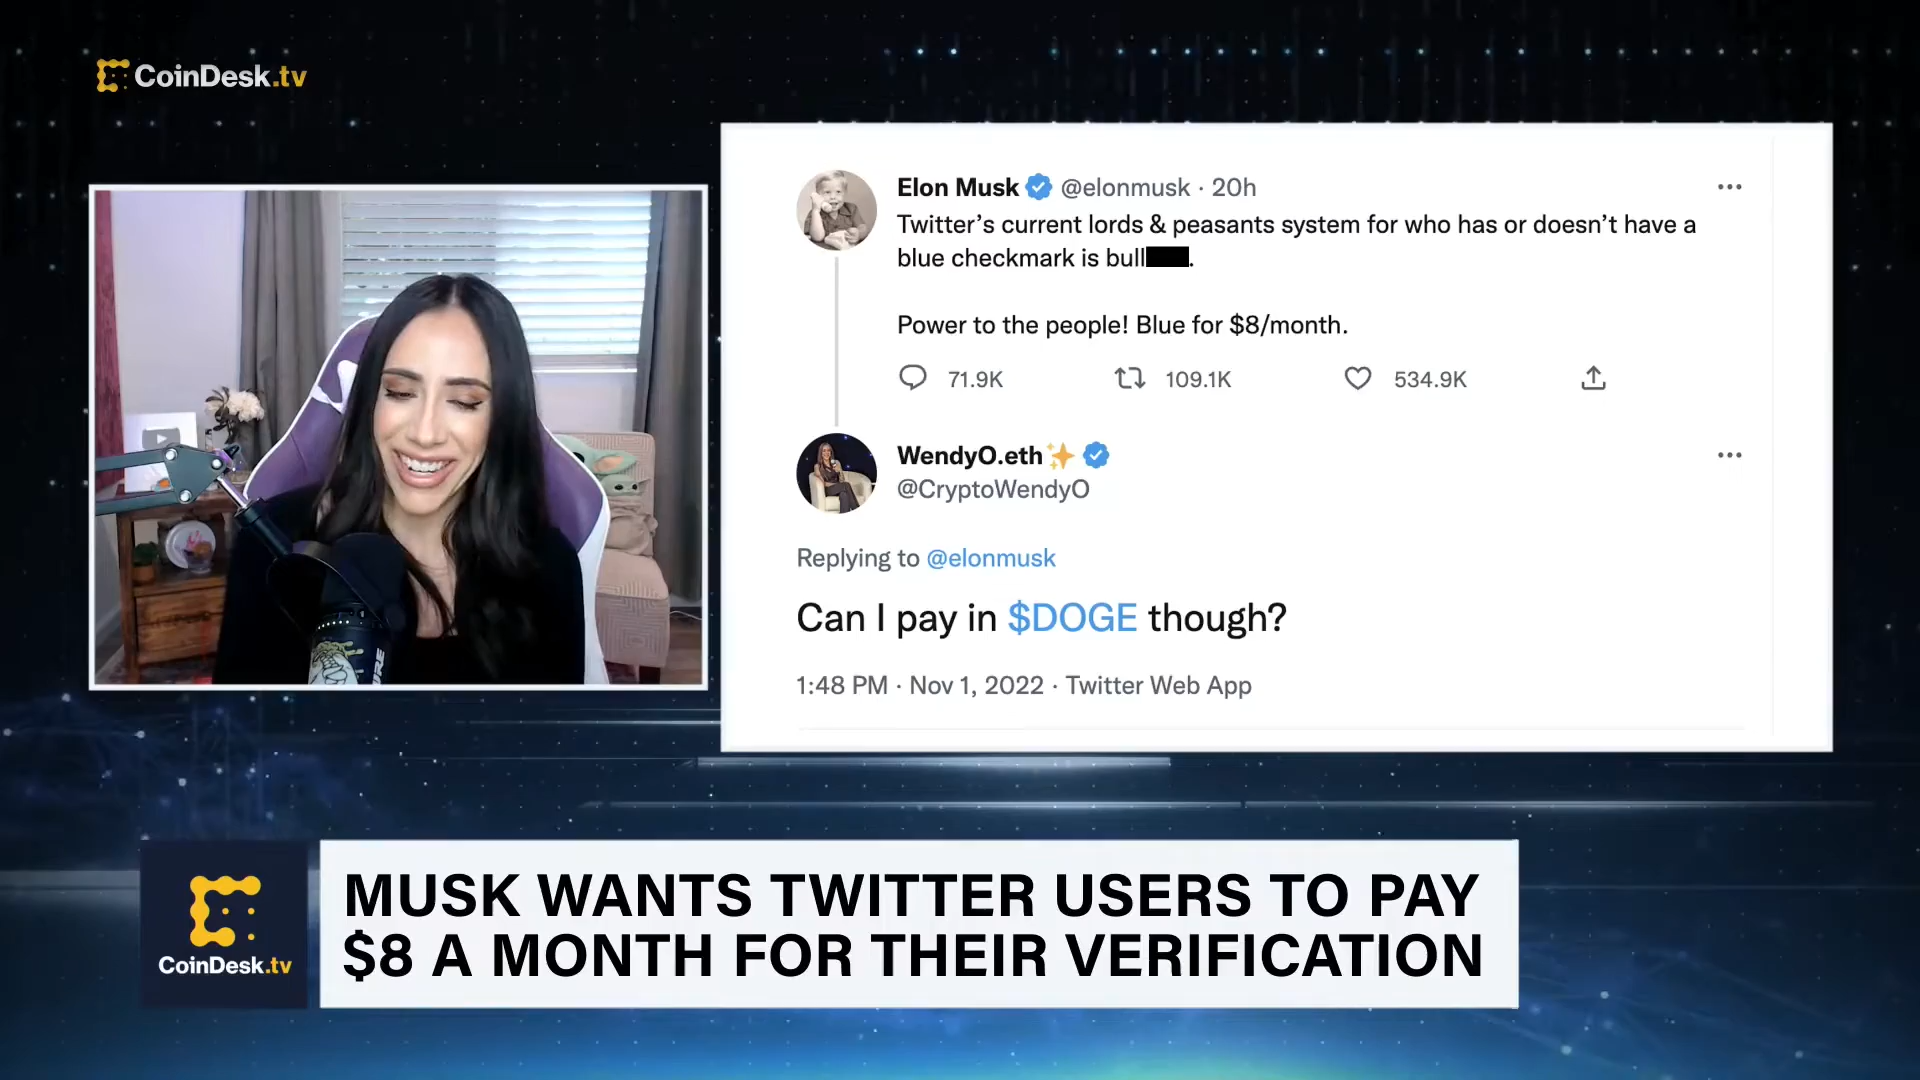 CoinDesk.tv
Elon Musk @elonmusk · 20h
Twitter's current lords & peasants system for who has or doesn't have a
blue checkmark is bull.
Power to the people! Blue for $8/month.
71.9K 109.1K 534.9K
WendyO.eth✨
@CryptoWendyO
Replying to @elonmusk
Can I pay in $DOGE though?
1:48 PM · Nov 1, 2022 · Twitter Web App
MUSK WANTS TWITTER USERS TO PAY
$8 A MONTH FOR THEIR VERIFICATION
CoinDesk.tv